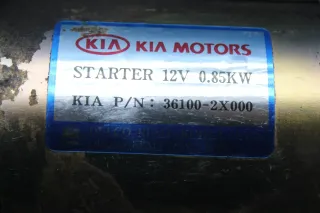 KIA KIA MOTORS
STARTER 12V 0.85KW
KIA P/N: 36100-2X000